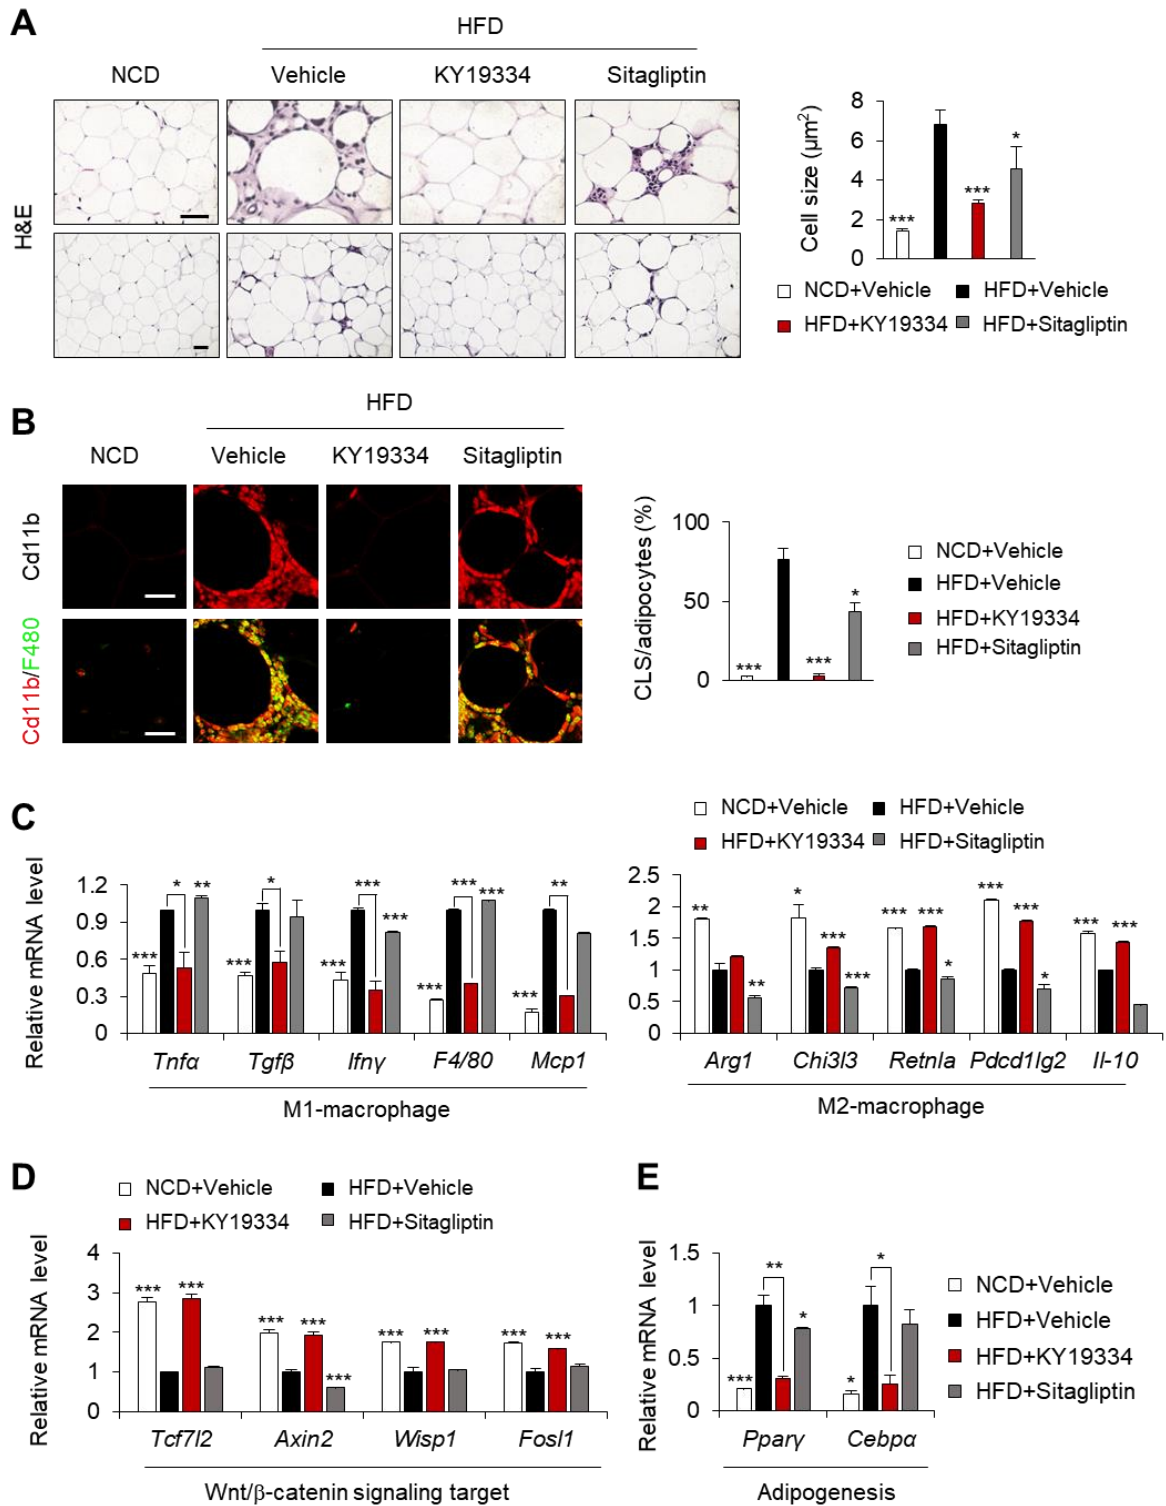 A
HFD
NCD
Vehicle
KY19334
Sitagliptin
H&E
Cell size (μm²)
8
6
4
2
0
***
***
*
NCD+Vehicle
HFD+Vehicle
HFD+KY19334
HFD+Sitagliptin
B
HFD
NCD
Vehicle
KY19334
Sitagliptin
Cd11b
Cd11b/F480
CLS/adipocytes (%)
100
50
0
***
***
*
NCD+Vehicle
HFD+Vehicle
HFD+KY19334
HFD+Sitagliptin
C
NCD+Vehicle
HFD+Vehicle
HFD+KY19334
HFD+Sitagliptin
Relative mRNA level
1.2
0.9
0.6
0.3
0
***
*
**
***
*
***
***
***
***
***
***
***
**
Tnfα
Tgfβ
Ifnγ
F4/80
Mcp1
M1-macrophage
2.5
2
1.5
1
0.5
0
**
**
*
***
***
***
***
*
***
***
*
***
***
Arg1
Chi3l3
Retnla
Pdcd1lg2
Il-10
M2-macrophage
D
NCD+Vehicle
HFD+Vehicle
HFD+KY19334
HFD+Sitagliptin
Relative mRNA level
4
3
2
1
0
***
***
***
***
***
***
***
***
***
Tcf7l2
Axin2
Wisp1
Fosl1
Wnt/β-catenin signaling target
E
Relative mRNA level
1.5
1
0.5
0
***
**
*
*
*
Pparγ
Cebpα
Adipogenesis
NCD+Vehicle
HFD+Vehicle
HFD+KY19334
HFD+Sitagliptin